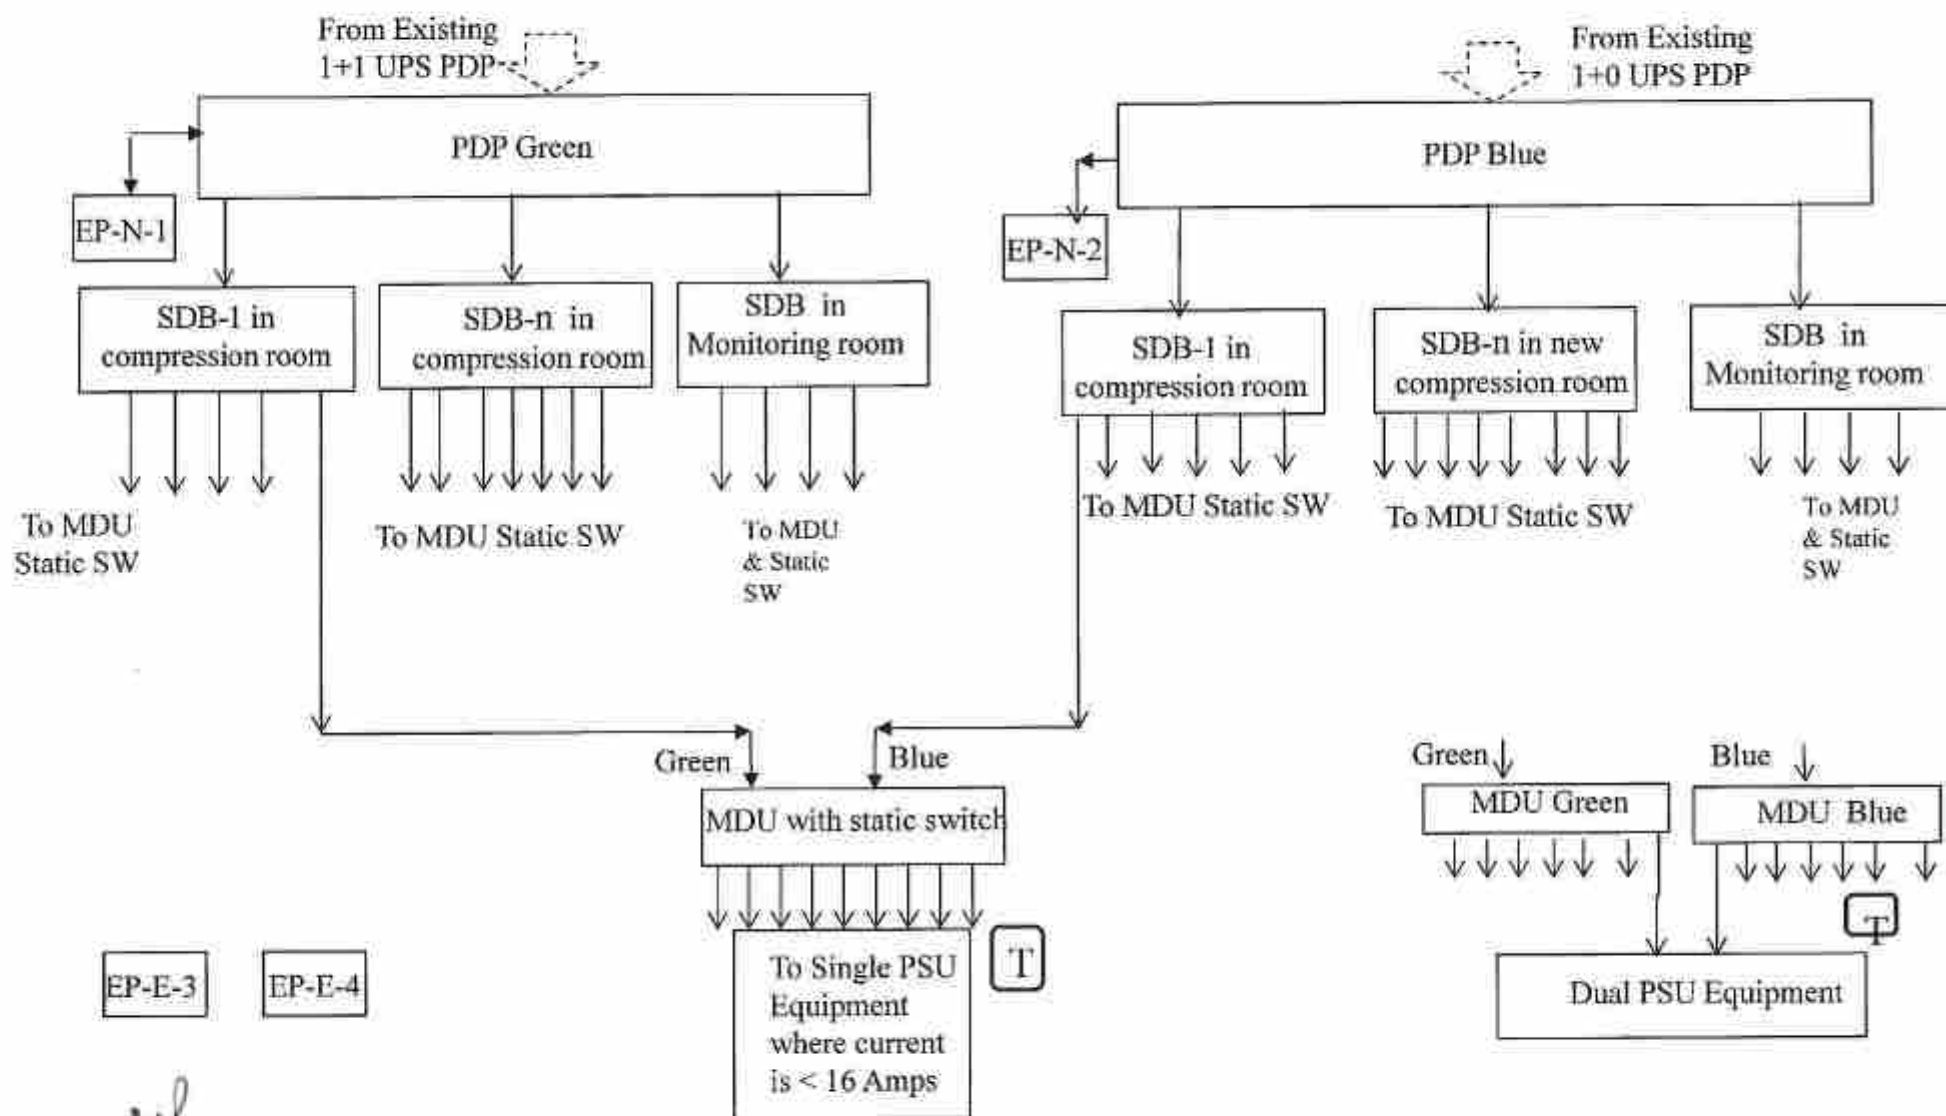 From Existing
1+1 UPS PDP
From Existing
1+0 UPS PDP
PDP Green
PDP Blue
EP-N-1
EP-N-2
SDB-1 in
compression room
SDB-n in
compression room
SDB in
Monitoring room
SDB-1 in
compression room
SDB-n in new
compression room
SDB in
Monitoring room
To MDU
Static SW
To MDU Static SW
To MDU
& Static
SW
To MDU Static SW
To MDU Static SW
To MDU
& Static
SW
Green
Blue
MDU with static switch
Green
Blue
MDU Green
MDU Blue
T
EP-E-3
EP-E-4
To Single PSU
Equipment
where current
is < 16 Amps
T
Dual PSU Equipment